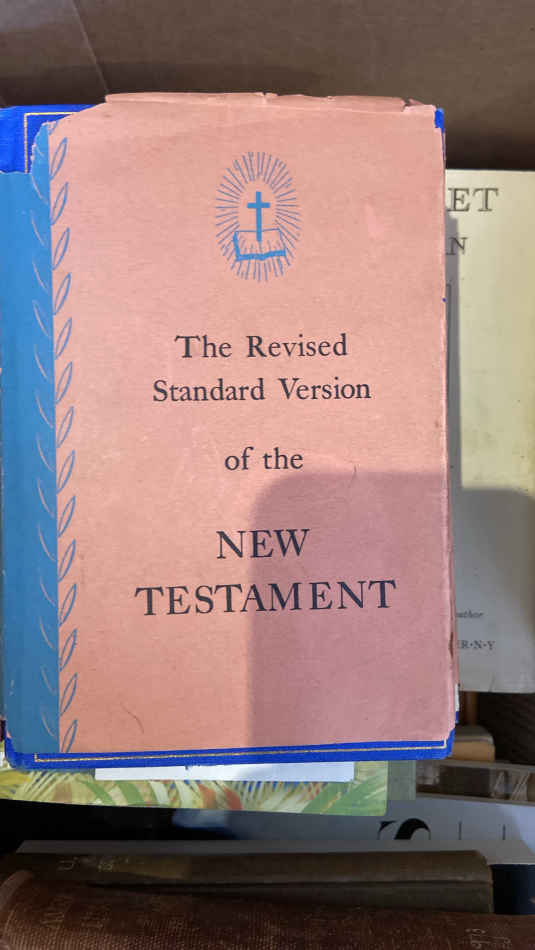 The Revised
Standard Version
of the
NEW
TESTAMENT
ET
N
R·N·Y